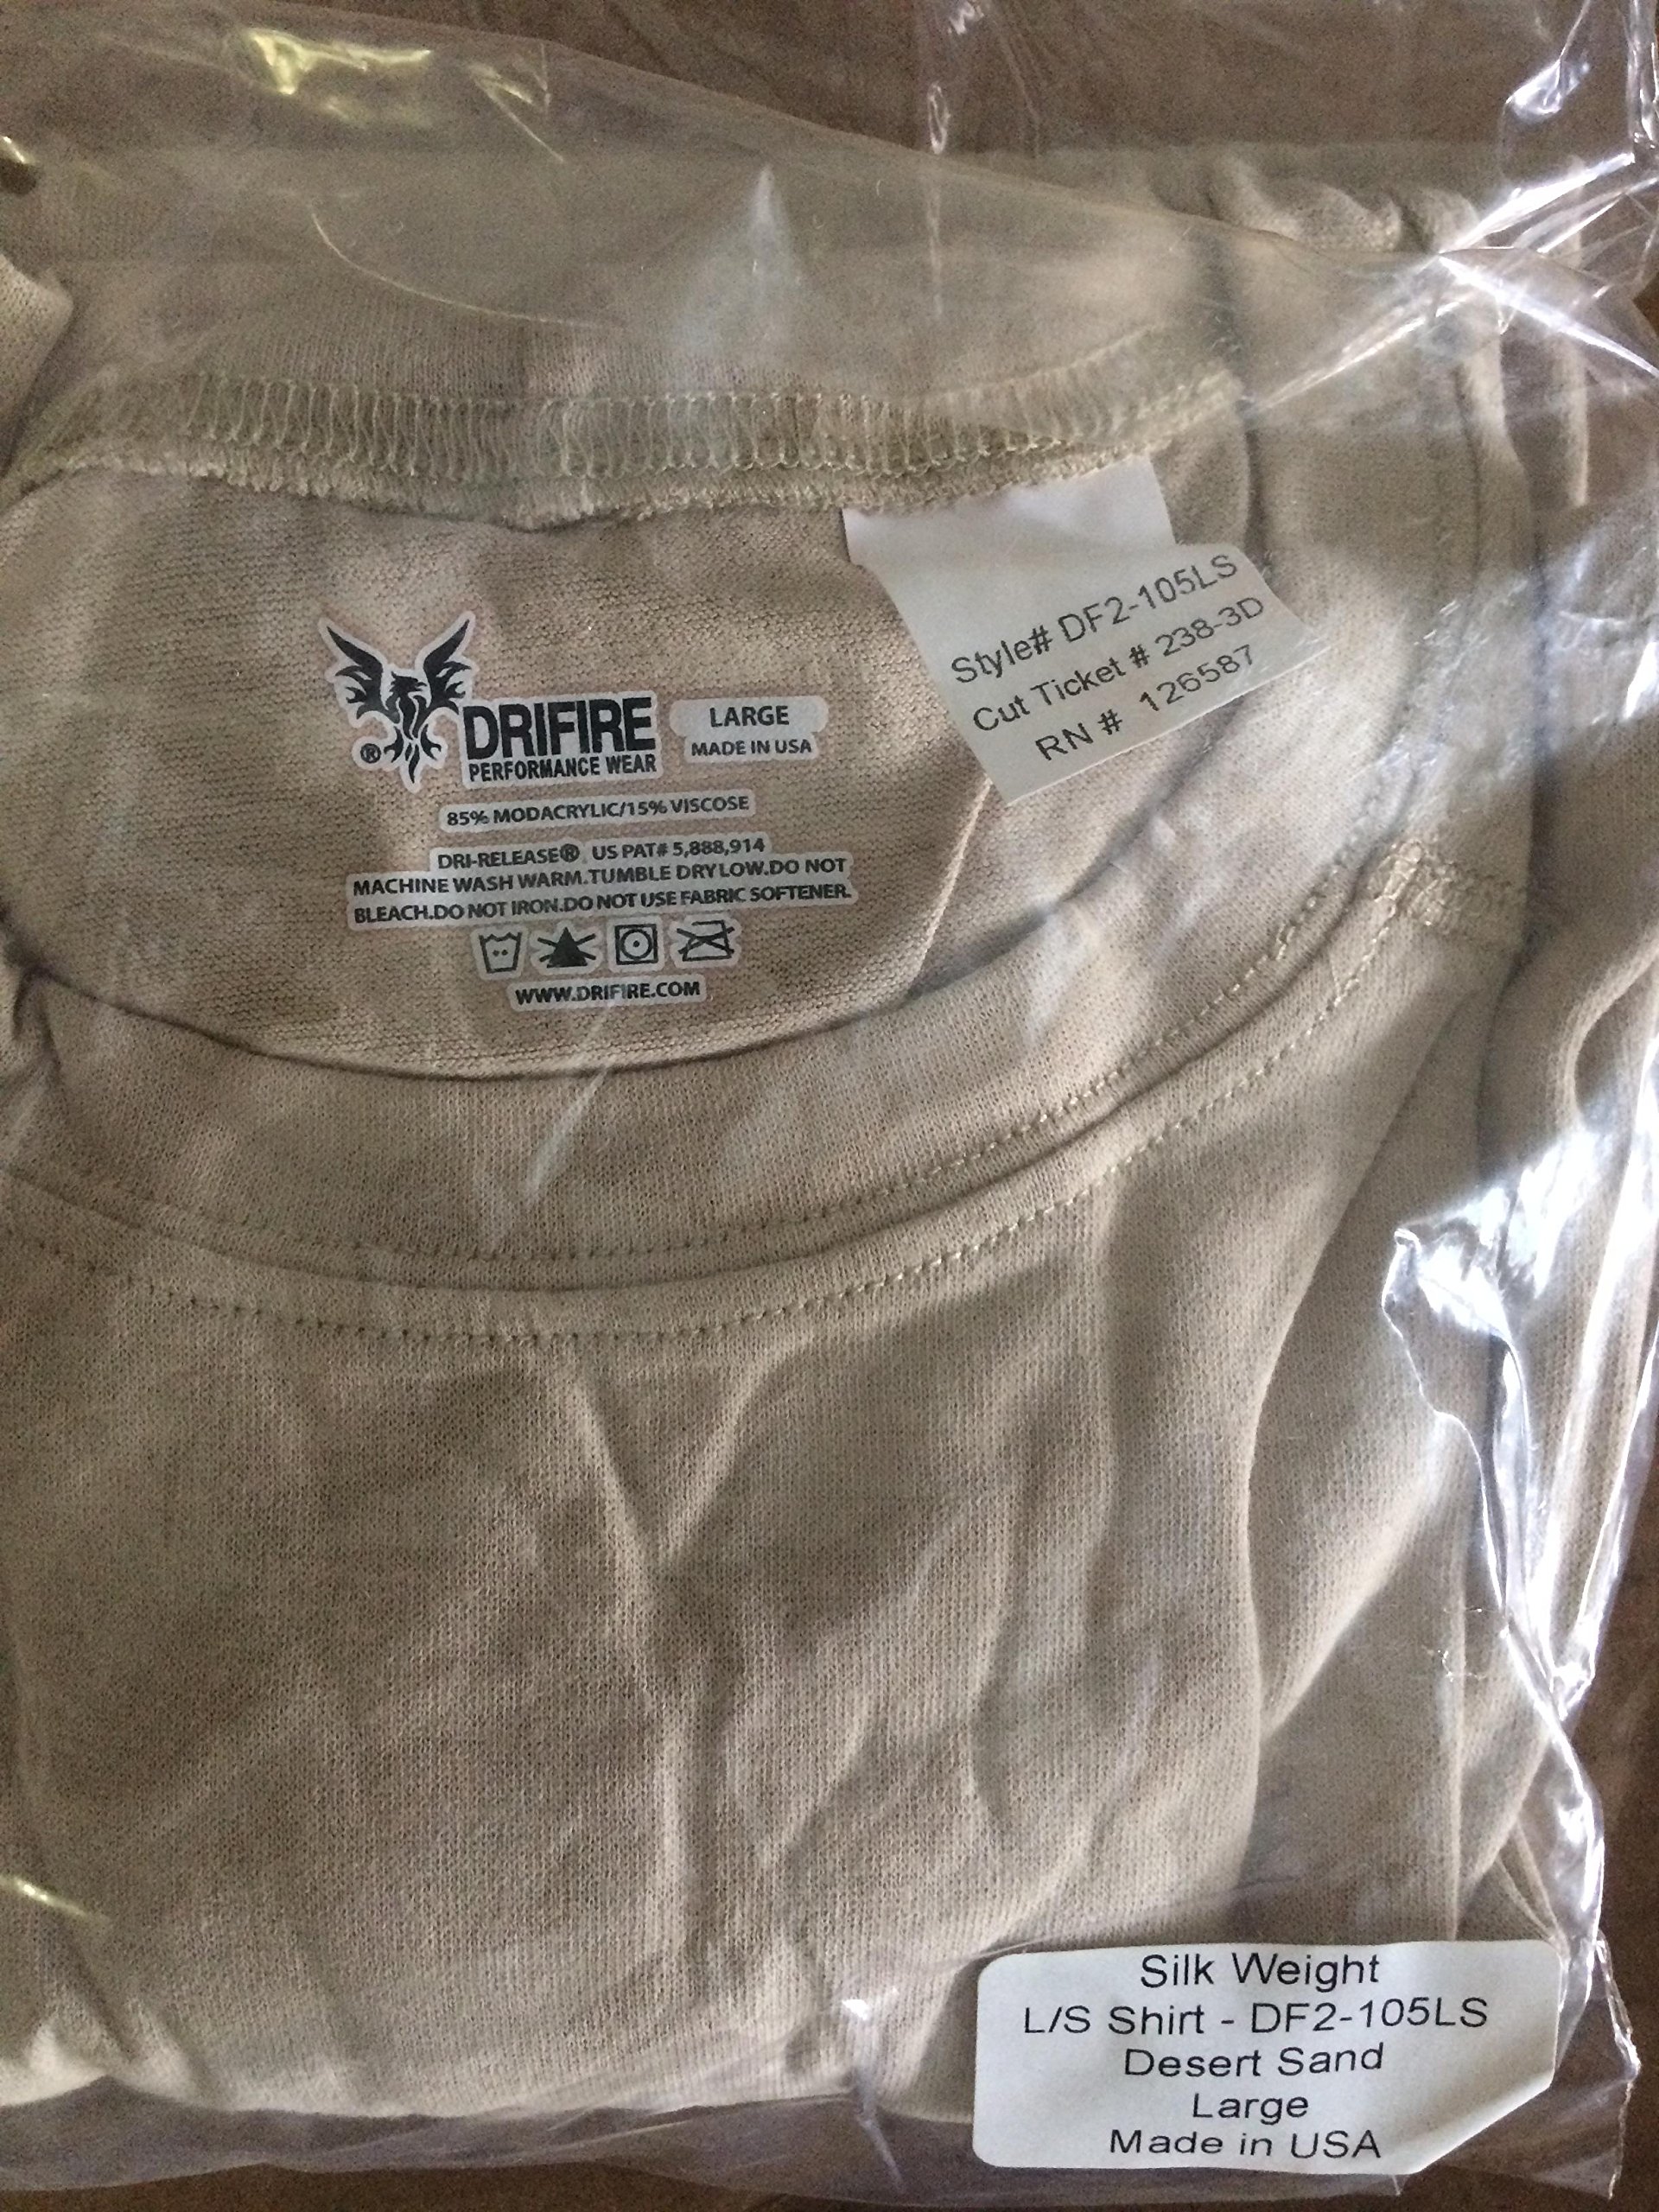 Style# DF2-105LS
Cut Ticket # 238-3D
RN # 126587
® DRIFIRE
PERFORMANCE WEAR
LARGE
MADE IN USA
85% MODACRYLIC/15% VISCOSE
DRI-RELEASE® US PAT# 5,888,914
MACHINE WASH WARM.TUMBLE DRY LOW.DO NOT
BLEACH.DO NOT IRON.DO NOT USE FABRIC SOFTENER.
WWW.DRIFIRE.COM
Silk Weight
L/S Shirt - DF2-105LS
Desert Sand
Large
Made in USA